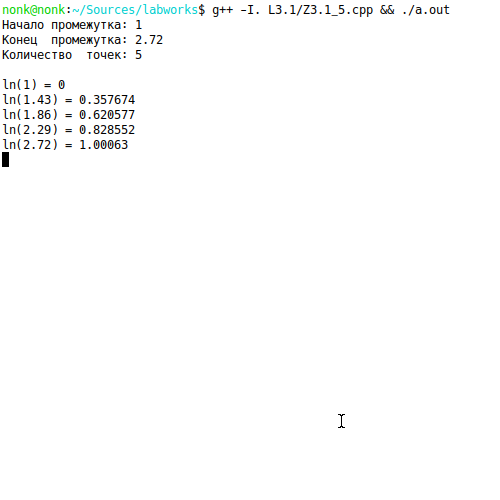 nonk@nonk:~/Sources/labworks$ g++ -I. L3.1/Z3.1_5.cpp && ./a.out
Начало промежутка: 1
Конец  промежутка: 2.72
Количество  точек: 5
ln(1) = 0
ln(1.43) = 0.357674
ln(1.86) = 0.620577
ln(2.29) = 0.828552
ln(2.72) = 1.00063